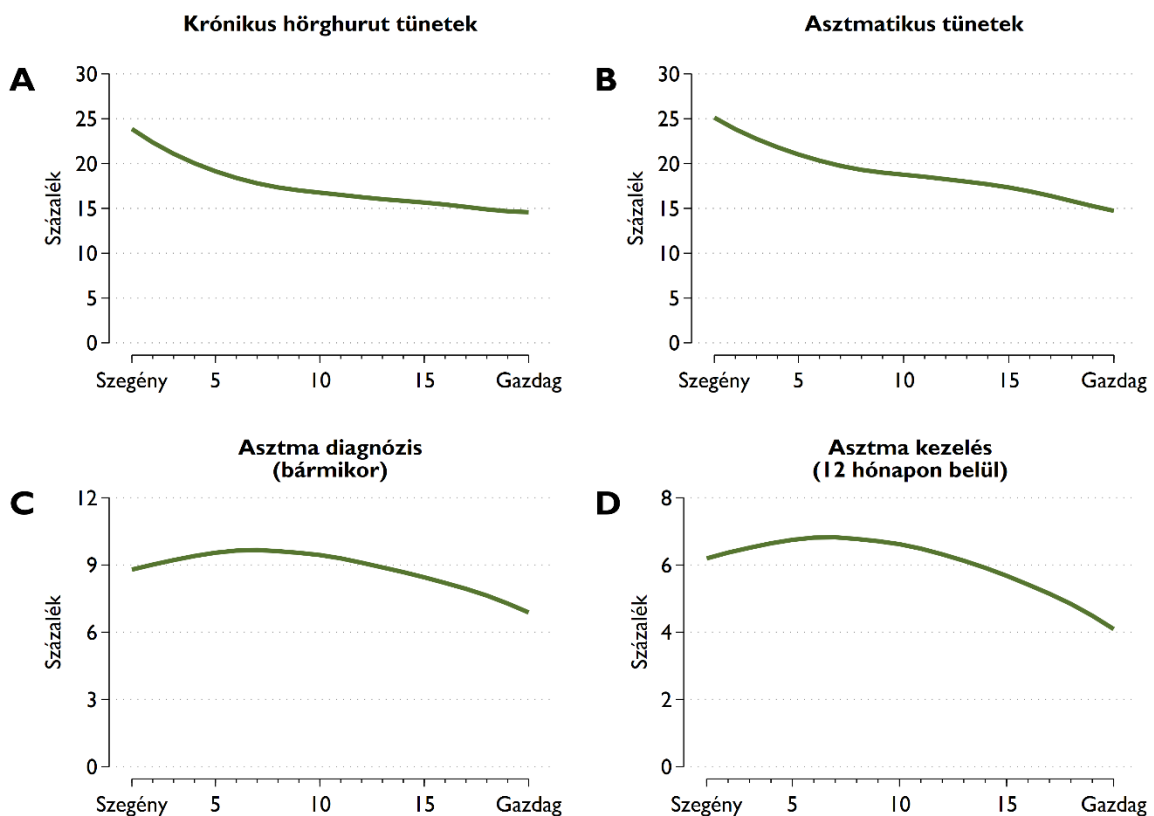 Krónikus hörghurut tünetek
A
Százalék
30
25
20
15
10
5
0
Szegény 5 10 15 Gazdag
Asztmatikus tünetek
B
Százalék
30
25
20
15
10
5
0
Szegény 5 10 15 Gazdag
Asztma diagnózis
(bármikor)
C
Százalék
12
9
6
3
0
Szegény 5 10 15 Gazdag
Asztma kezelés
(12 hónapon belül)
D
Százalék
8
6
4
2
0
Szegény 5 10 15 Gazdag